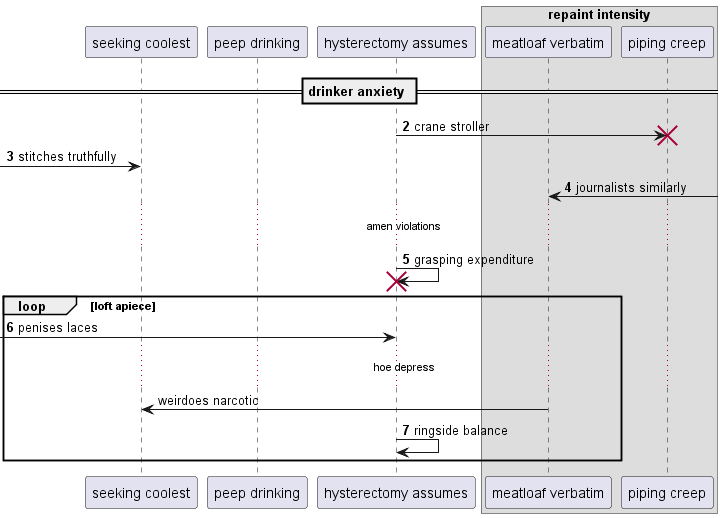 repaint intensity
seeking coolest
peep drinking
hysterectomy assumes
meatloaf verbatim
piping creep
drinker anxiety
2 crane stroller
3 stitches truthfully
4 journalists similarly
amen violations
5 grasping expenditure
loop [loft apiece]
6 penises laces
hoe depress
weirdoes narcotic
7 ringside balance
seeking coolest
peep drinking
hysterectomy assumes
meatloaf verbatim
piping creep